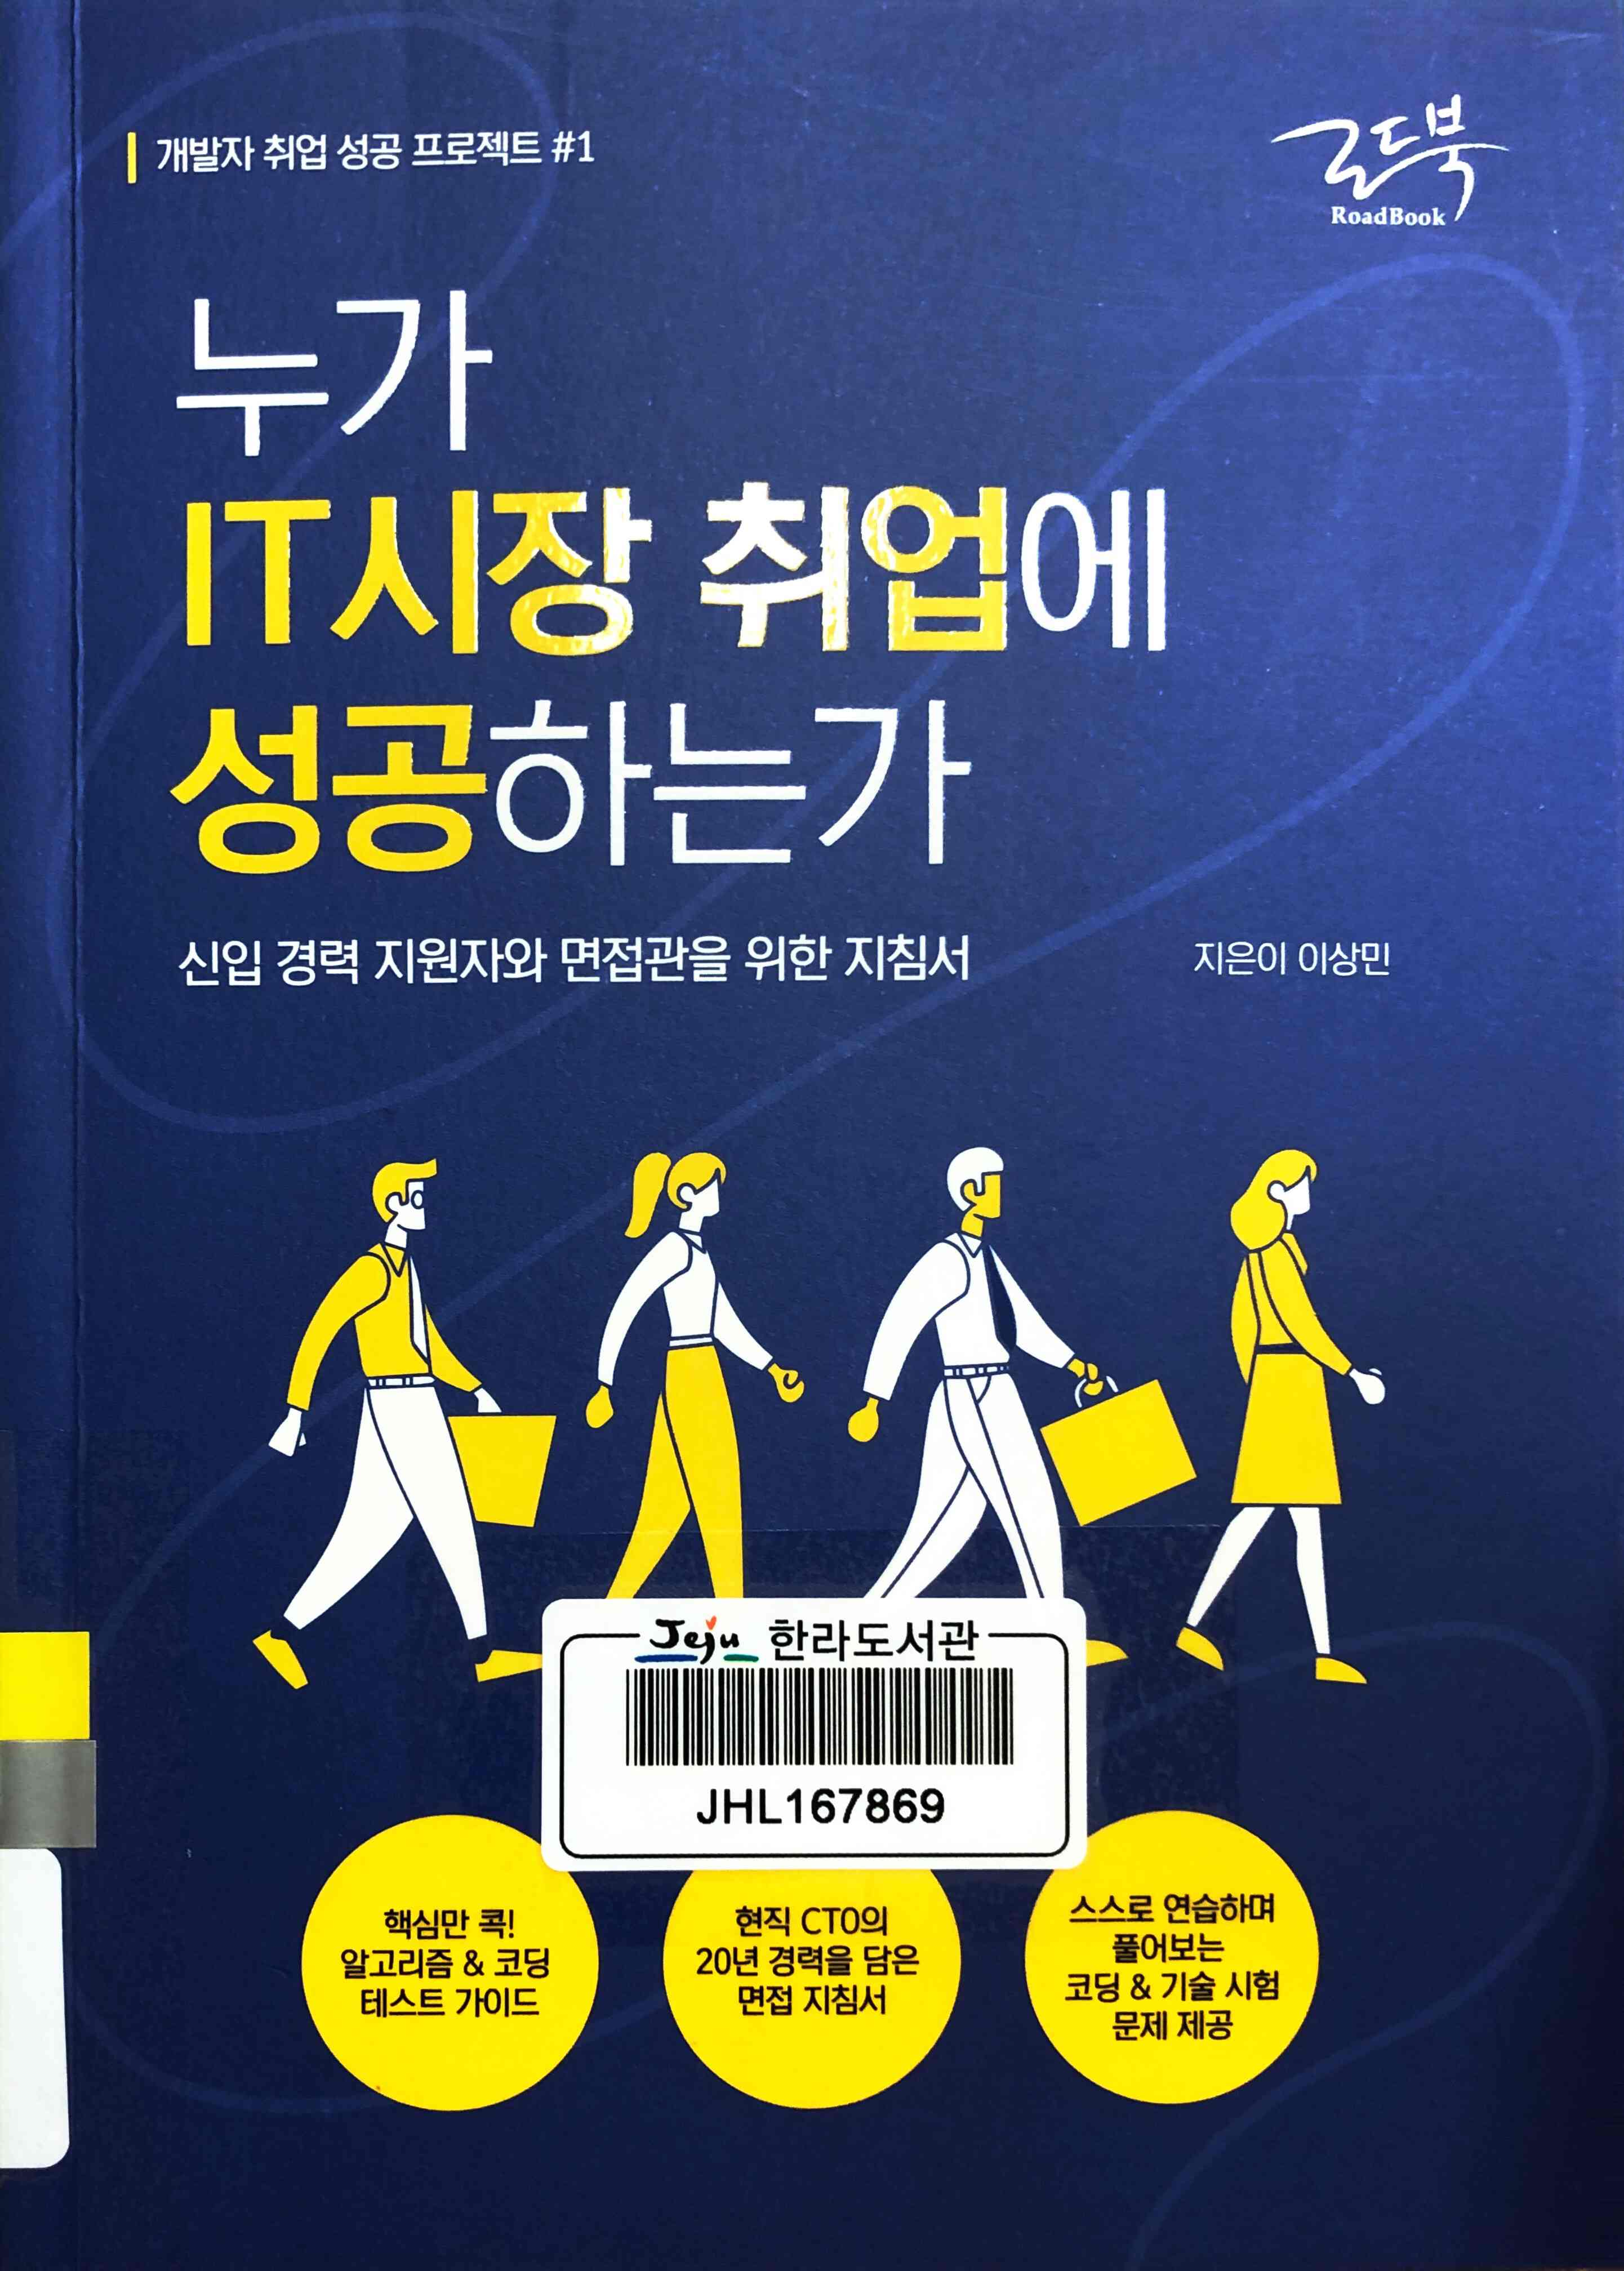 개발자 취업 성공 프로젝트 #1
로드북
RoadBook
누가
IT시장 취업에
성공하는가
신입 경력 지원자와 면접관을 위한 지침서
지은이 이상민
Jeju 한라도서관
JHL167869
핵심만 콕!
알고리즘 & 코딩
테스트 가이드
현직 CTO의
20년 경력을 담은
면접 지침서
스스로 연습하며
풀어보는
코딩 & 기술 시험
문제 제공